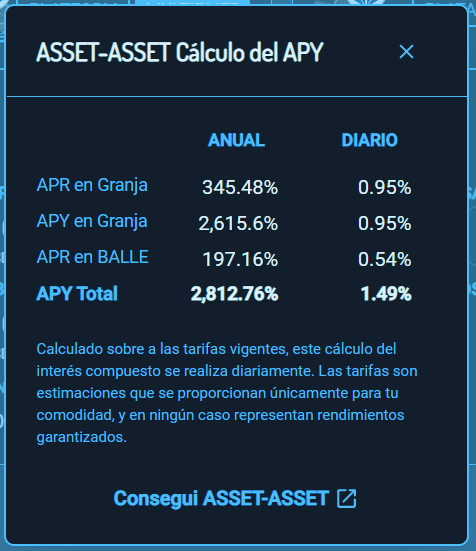 ASSET-ASSET Cálculo del APY
ANUAL DIARIO
APR en Granja 345.48% 0.95%
APY en Granja 2,615.6% 0.95%
APR en BALLE 197.16% 0.54%
APY Total 2,812.76% 1.49%
Calculado sobre a las tarifas vigentes, este cálculo del
interés compuesto se realiza diariamente. Las tarifas son
estimaciones que se proporcionan únicamente para tu
comodidad, y en ningún caso representan rendimientos
garantizados.
Consegui ASSET-ASSET